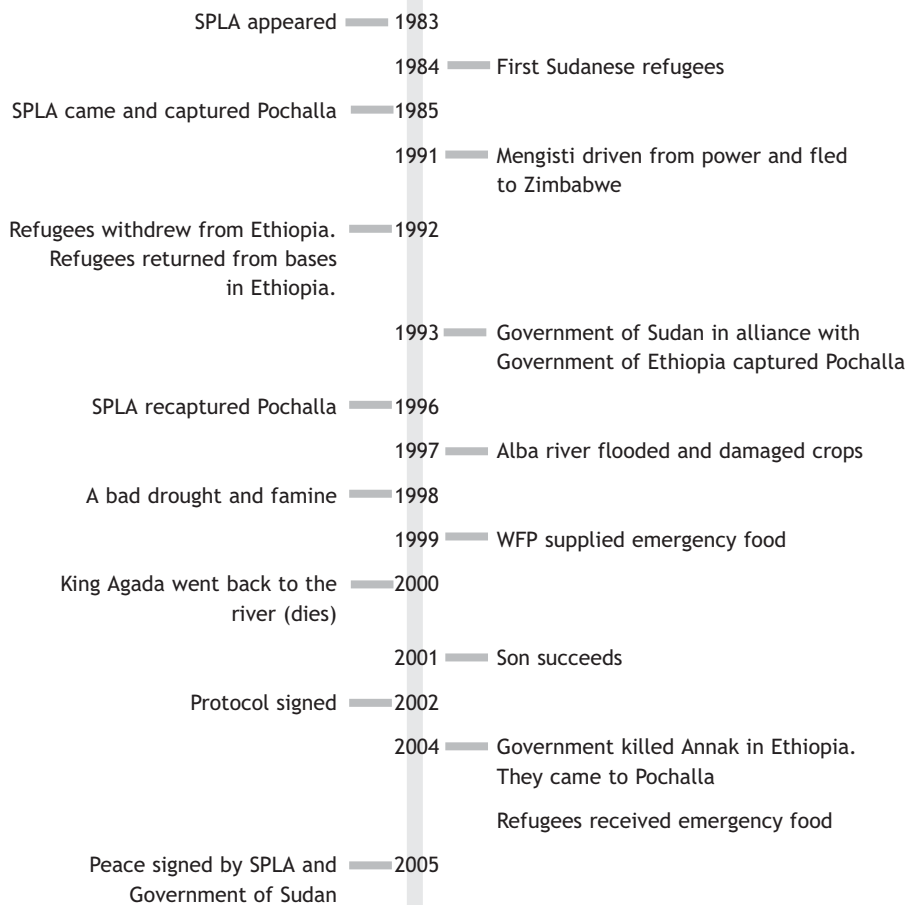 SPLA appeared 1983
1984 First Sudanese refugees
SPLA came and captured Pochalla 1985
1991 Mengisti driven from power and fled
to Zimbabwe
Refugees withdrew from Ethiopia. 1992
Refugees returned from bases
in Ethiopia.
1993 Government of Sudan in alliance with
Government of Ethiopia captured Pochalla
SPLA recaptured Pochalla 1996
1997 Alba river flooded and damaged crops
A bad drought and famine 1998
1999 WFP supplied emergency food
King Agada went back to the 2000
river (dies)
2001 Son succeeds
Protocol signed 2002
2004 Government killed Annak in Ethiopia.
They came to Pochalla
Refugees received emergency food
Peace signed by SPLA and 2005
Government of Sudan